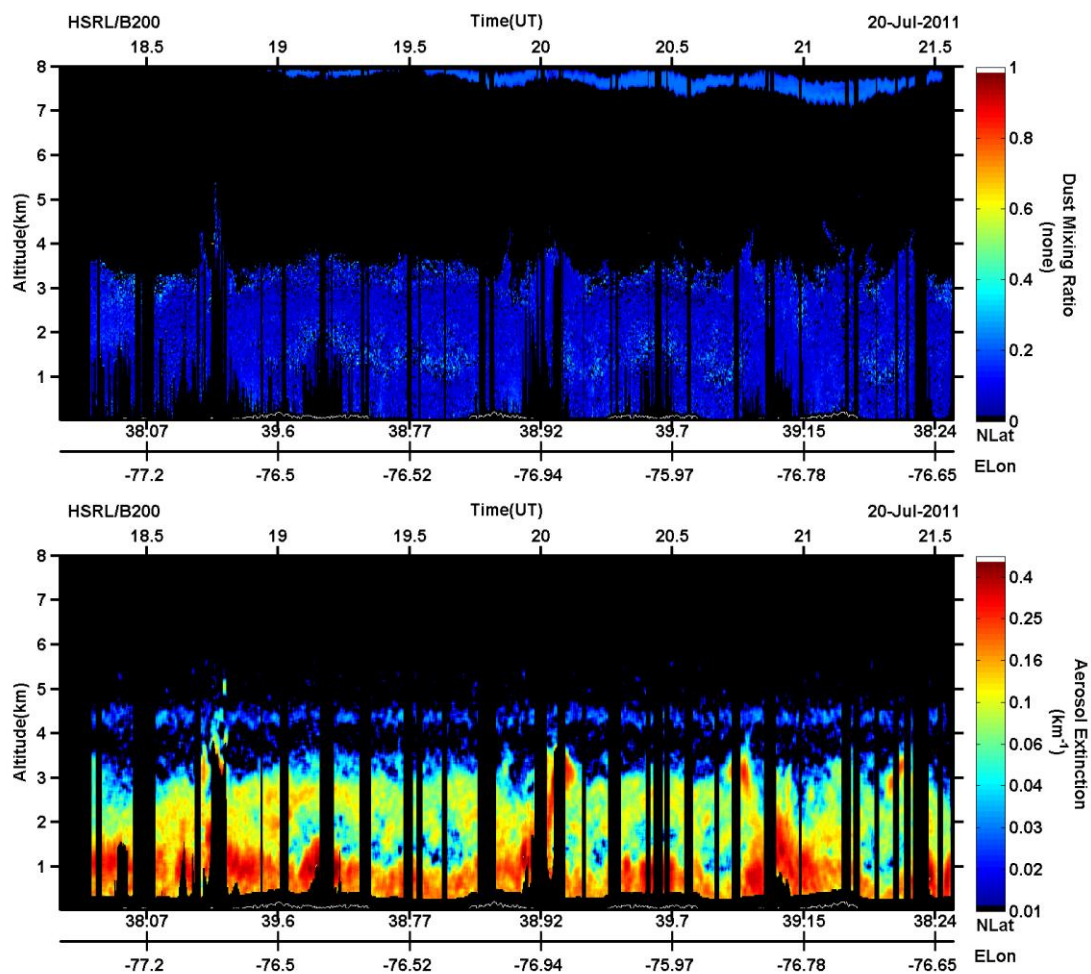 HSRL/B200 Time(UT) 20-Jul-2011
18.5 19 19.5 20 20.5 21 21.5
8
7
6
5
4
3
2
1
Altitude(km)
1
0.8
0.6
0.4
0.2
0
Dust Mixing Ratio
(none)
38.07 39.6 38.77 38.92 39.7 39.15 38.24 NLat
-77.2 -76.5 -76.52 -76.94 -75.97 -76.78 -76.65 ELon
HSRL/B200 Time(UT) 20-Jul-2011
18.5 19 19.5 20 20.5 21 21.5
8
7
6
5
4
3
2
1
Altitude(km)
0.4
0.25
0.16
0.1
0.06
0.04
0.03
0.02
0.01
Aerosol Extinction
(km⁻¹)
38.07 39.6 38.77 38.92 39.7 39.15 38.24 NLat
-77.2 -76.5 -76.52 -76.94 -75.97 -76.78 -76.65 ELon